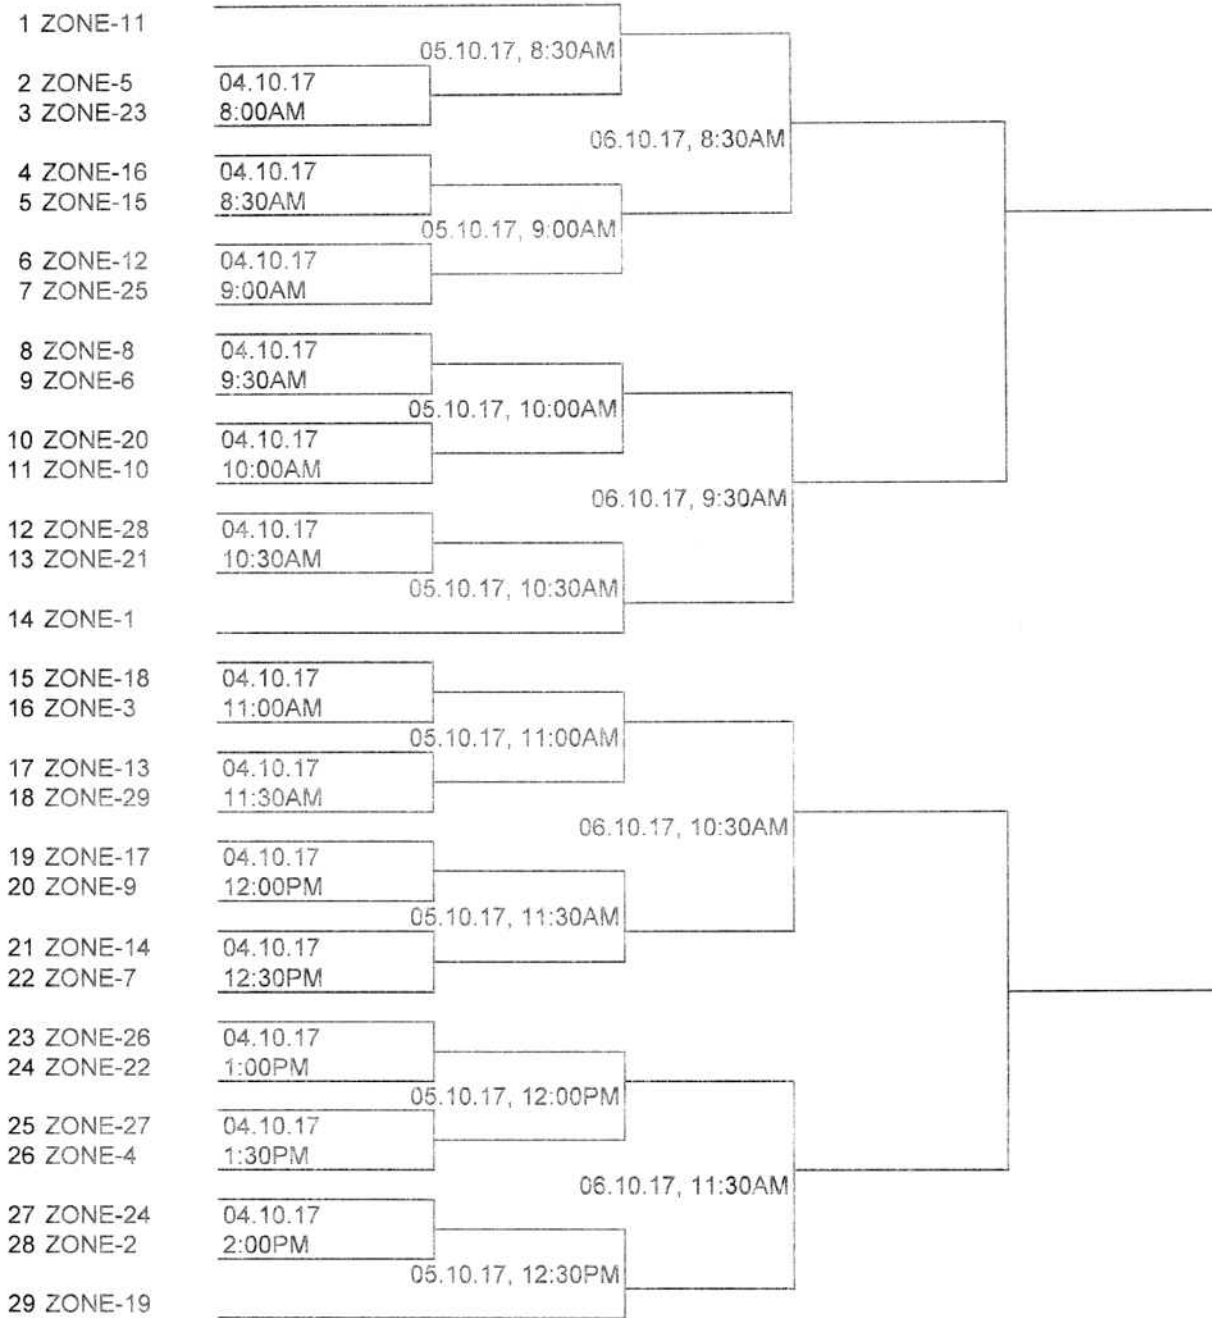 1 ZONE-11
05.10.17, 8:30AM
2 ZONE-5 04.10.17
3 ZONE-23 8:00AM
06.10.17, 8:30AM
4 ZONE-16 04.10.17
5 ZONE-15 8:30AM
05.10.17, 9:00AM
6 ZONE-12 04.10.17
7 ZONE-25 9:00AM
8 ZONE-8 04.10.17
9 ZONE-6 9:30AM
05.10.17, 10:00AM
10 ZONE-20 04.10.17
11 ZONE-10 10:00AM
06.10.17, 9:30AM
12 ZONE-28 04.10.17
13 ZONE-21 10:30AM
05.10.17, 10:30AM
14 ZONE-1
15 ZONE-18 04.10.17
16 ZONE-3 11:00AM
05.10.17, 11:00AM
17 ZONE-13 04.10.17
18 ZONE-29 11:30AM
06.10.17, 10:30AM
19 ZONE-17 04.10.17
20 ZONE-9 12:00PM
05.10.17, 11:30AM
21 ZONE-14 04.10.17
22 ZONE-7 12:30PM
23 ZONE-26 04.10.17
24 ZONE-22 1:00PM
05.10.17, 12:00PM
25 ZONE-27 04.10.17
26 ZONE-4 1:30PM
06.10.17, 11:30AM
27 ZONE-24 04.10.17
28 ZONE-2 2:00PM
05.10.17, 12:30PM
29 ZONE-19